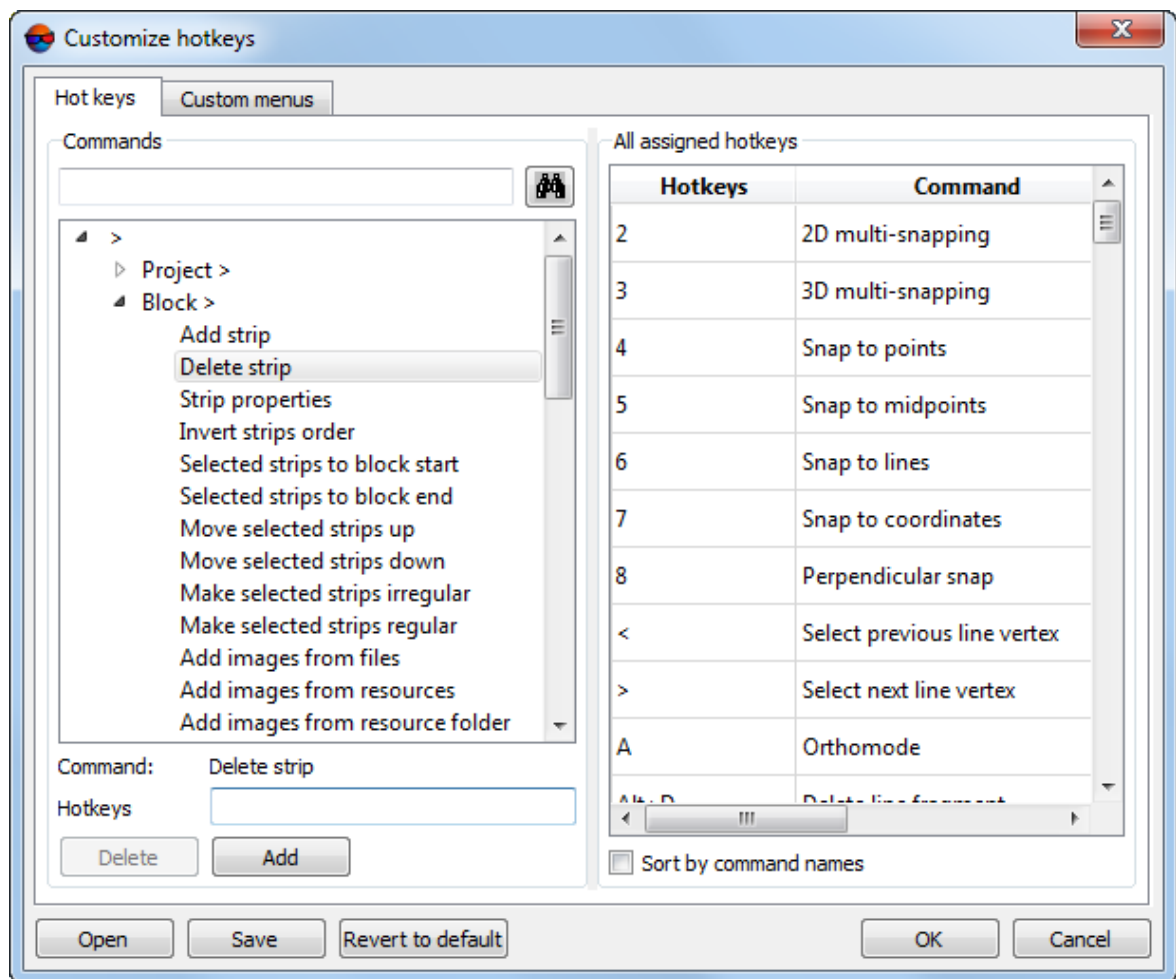 Customize hotkeys
Hot keys
Custom menus
Commands
>
Project >
Block >
Add strip
Delete strip
Strip properties
Invert strips order
Selected strips to block start
Selected strips to block end
Move selected strips up
Move selected strips down
Make selected strips irregular
Make selected strips regular
Add images from files
Add images from resources
Add images from resource folder
Command: Delete strip
Hotkeys
Delete
Add
All assigned hotkeys
Hotkeys Command
2 2D multi-snapping
3 3D multi-snapping
4 Snap to points
5 Snap to midpoints
6 Snap to lines
7 Snap to coordinates
8 Perpendicular snap
< Select previous line vertex
> Select next line vertex
A Orthomode
Alt+D Delete line fragment
Sort by command names
Open
Save
Revert to default
OK
Cancel